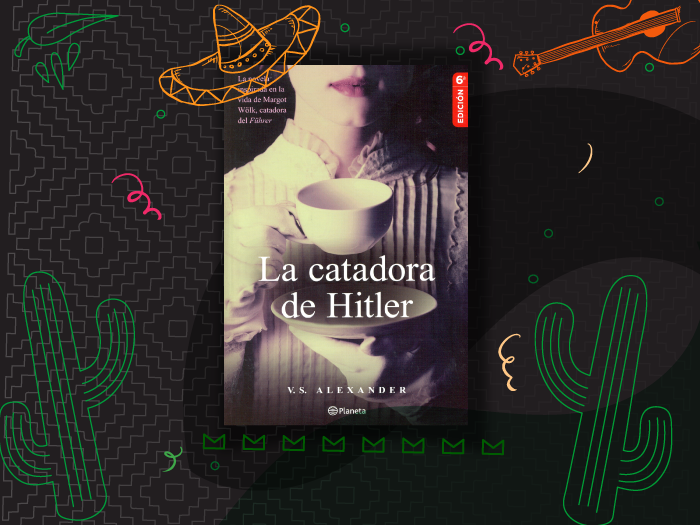 La novela
inspirada en la
vida de Margot
Wölk, catadora
del Führer
6ª
EDICIÓN
La catadora
de Hitler
V. S. ALEXANDER
Planeta